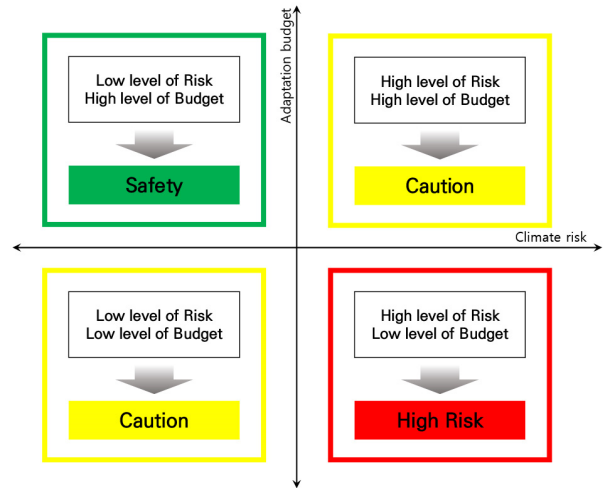 Adaptation budget
Low level of Risk
High level of Budget
Safety
High level of Risk
High level of Budget
Caution
Climate risk
Low level of Risk
Low level of Budget
Caution
High level of Risk
Low level of Budget
High Risk